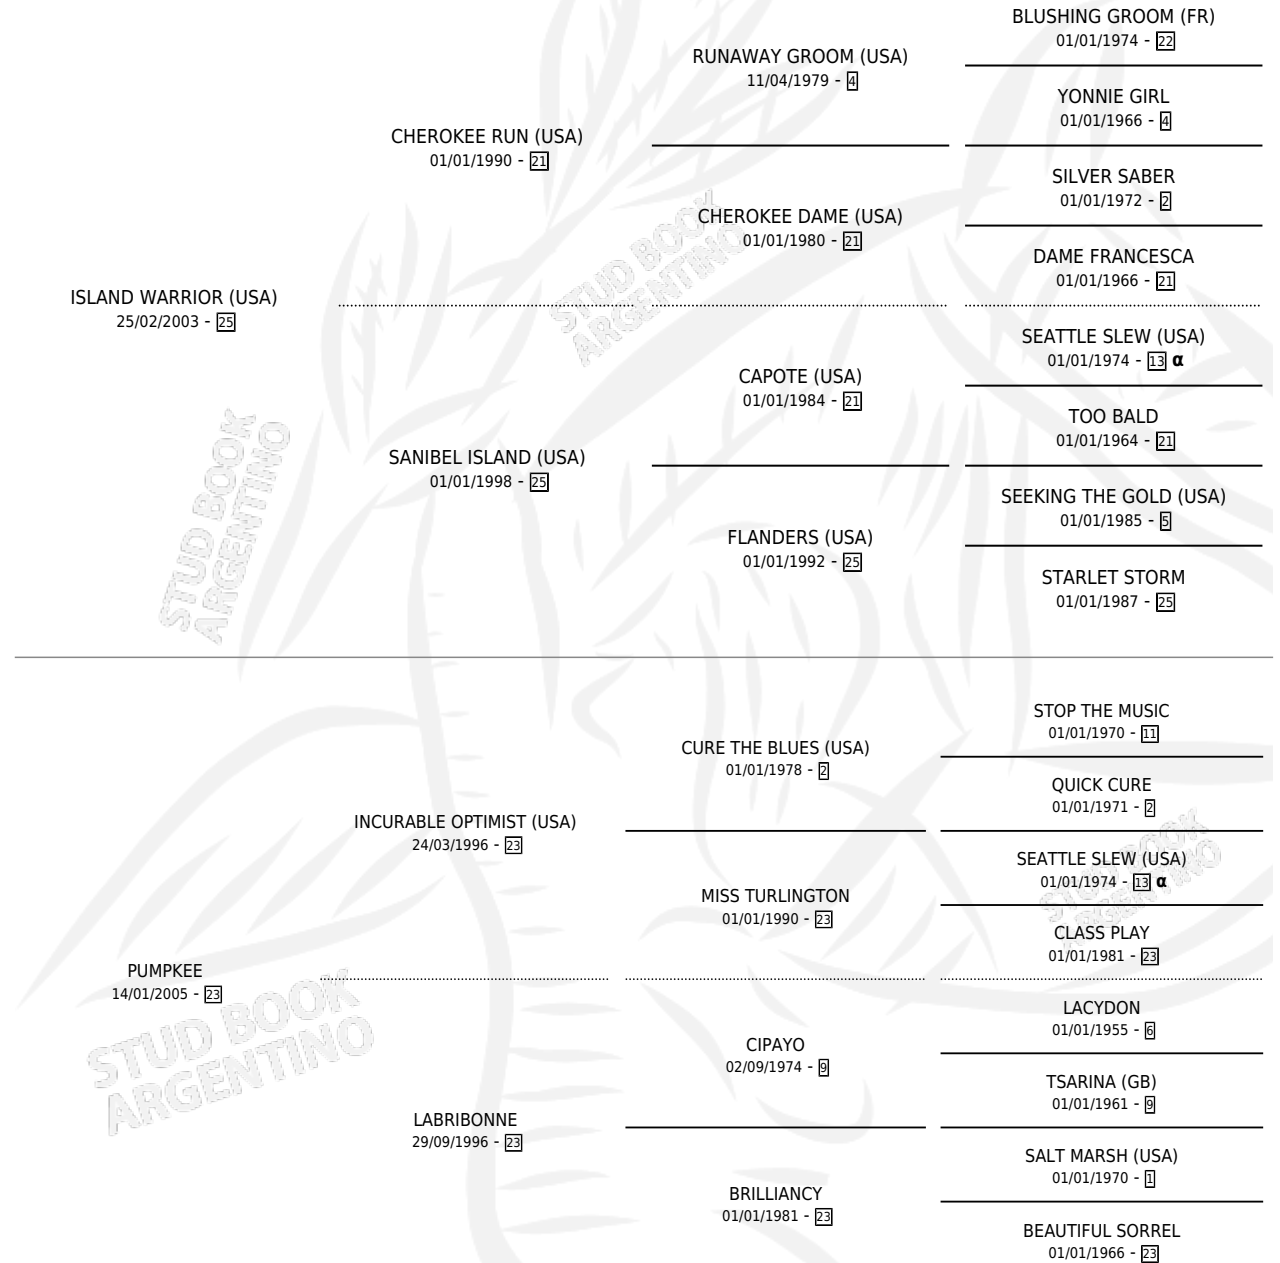 BLUSHING GROOM (FR)
01/01/1974 - 22
RUNAWAY GROOM (USA)
11/04/1979 - 4
YONNIE GIRL
01/01/1966 - 4
CHEROKEE RUN (USA)
01/01/1990 - 21
SILVER SABER
01/01/1972 - 2
CHEROKEE DAME (USA)
01/01/1980 - 21
DAME FRANCESCA
01/01/1966 - 21
ISLAND WARRIOR (USA)
25/02/2003 - 25
SEATTLE SLEW (USA)
01/01/1974 - 13 α
CAPOTE (USA)
01/01/1984 - 21
TOO BALD
01/01/1964 - 21
SANIBEL ISLAND (USA)
01/01/1998 - 25
SEEKING THE GOLD (USA)
01/01/1985 - 5
FLANDERS (USA)
01/01/1992 - 25
STARLET STORM
01/01/1987 - 25
STOP THE MUSIC
01/01/1970 - 11
CURE THE BLUES (USA)
01/01/1978 - 2
QUICK CURE
01/01/1971 - 2
INCURABLE OPTIMIST (USA)
24/03/1996 - 23
SEATTLE SLEW (USA)
01/01/1974 - 13 α
MISS TURLINGTON
01/01/1990 - 23
CLASS PLAY
01/01/1981 - 23
PUMPKEE
14/01/2005 - 23
LACYDON
01/01/1955 - 6
CIPAYO
02/09/1974 - 9
TSARINA (GB)
01/01/1961 - 9
LABRIBONNE
29/09/1996 - 23
SALT MARSH (USA)
01/01/1970 - 1
BRILLIANCY
01/01/1981 - 23
BEAUTIFUL SORREL
01/01/1966 - 23
STUD BOOK
ARGENTINO
STUD BOOK
ARGENTINO
STUD BOOK
ARGENTINO
STUD BOOK
ARGENTINO